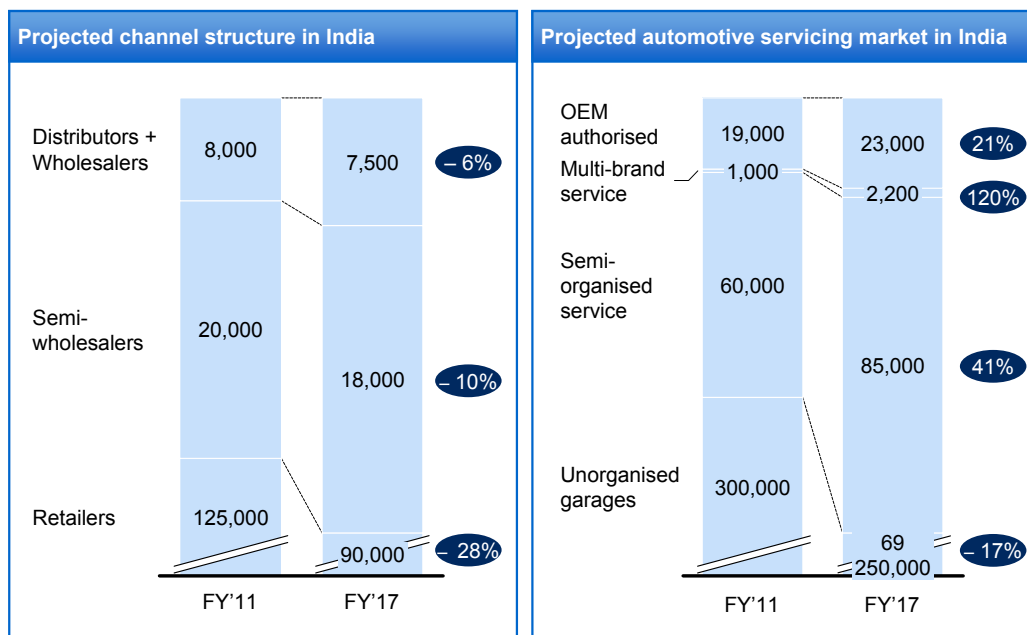 Projected channel structure in India
Distributors +
Wholesalers
8,000
7,500
– 6%
Semi-
wholesalers
20,000
18,000
– 10%
Retailers
125,000
90,000
– 28%
FY'11
FY'17
Projected automotive servicing market in India
OEM
authorised
19,000
23,000
21%
Multi-brand
service
1,000
2,200
120%
Semi-
organised
service
60,000
85,000
41%
Unorganised
garages
300,000
69
250,000
– 17%
FY'11
FY'17